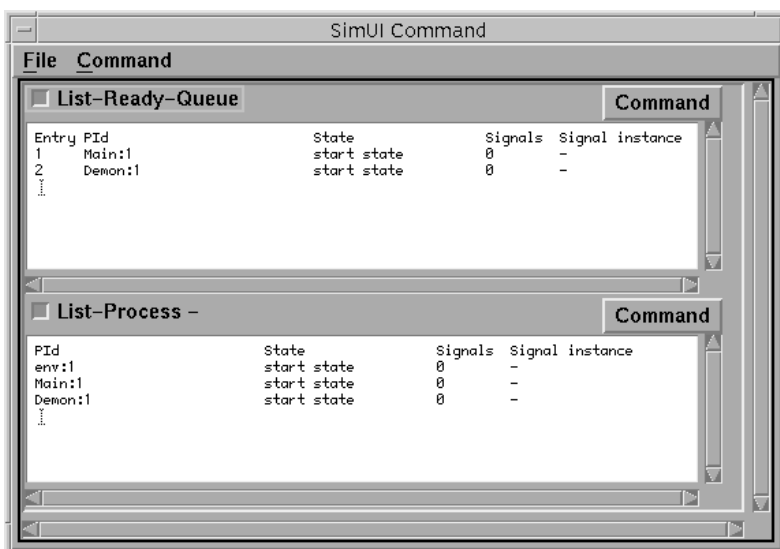 SimUI Command
File Command
List-Ready-Queue Command
Entry PId State Signals Signal instance
1 Main:1 start state 0 -
2 Demon:1 start state 0 -
List-Process - Command
PId State Signals Signal instance
env:1 start state 0 -
Main:1 start state 0 -
Demon:1 start state 0 -